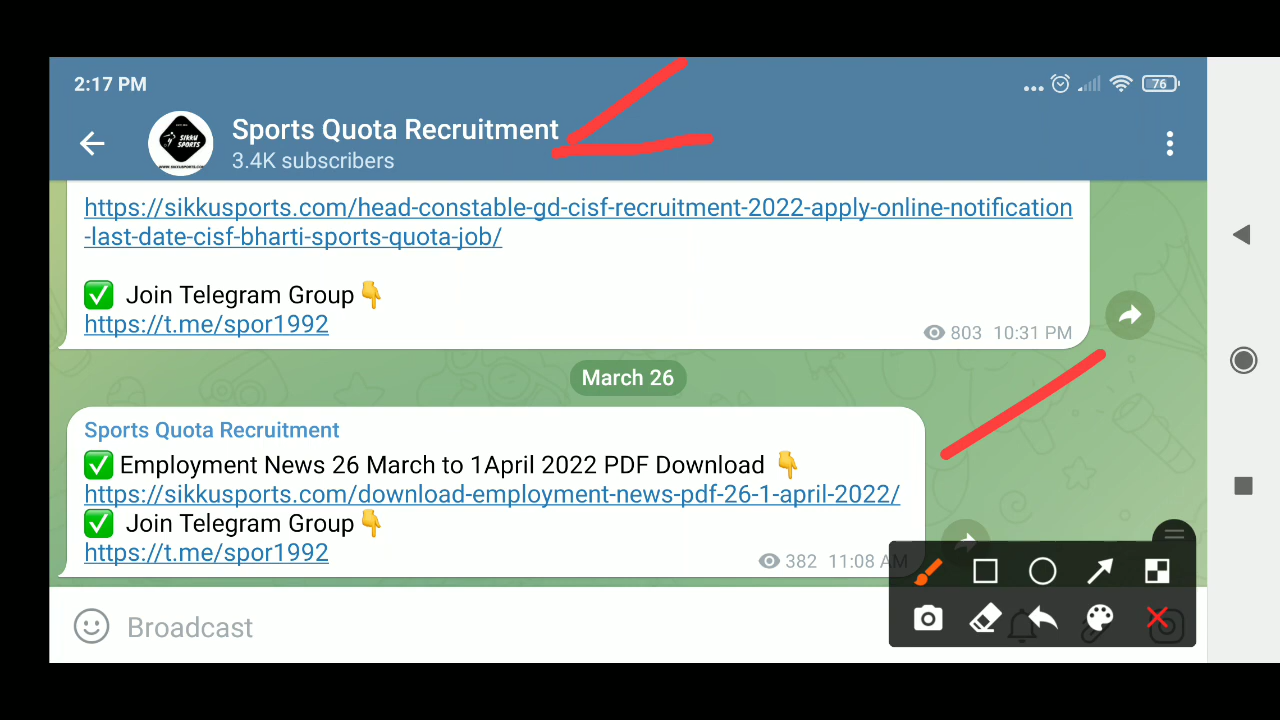 2:17 PM
76
SIKKU
SPORTS
Sports Quota Recruitment
3.4K subscribers
https://sikkusports.com/head-constable-gd-cisf-recruitment-2022-apply-online-notification
-last-date-cisf-bharti-sports-quota-job/
✅ Join Telegram Group👇
https://t.me/spor1992
803 10:31 PM
March 26
Sports Quota Recruitment
✅ Employment News 26 March to 1April 2022 PDF Download 👇
https://sikkusports.com/download-employment-news-pdf-26-1-april-2022/
✅ Join Telegram Group👇
https://t.me/spor1992
382 11:08 AM
Broadcast